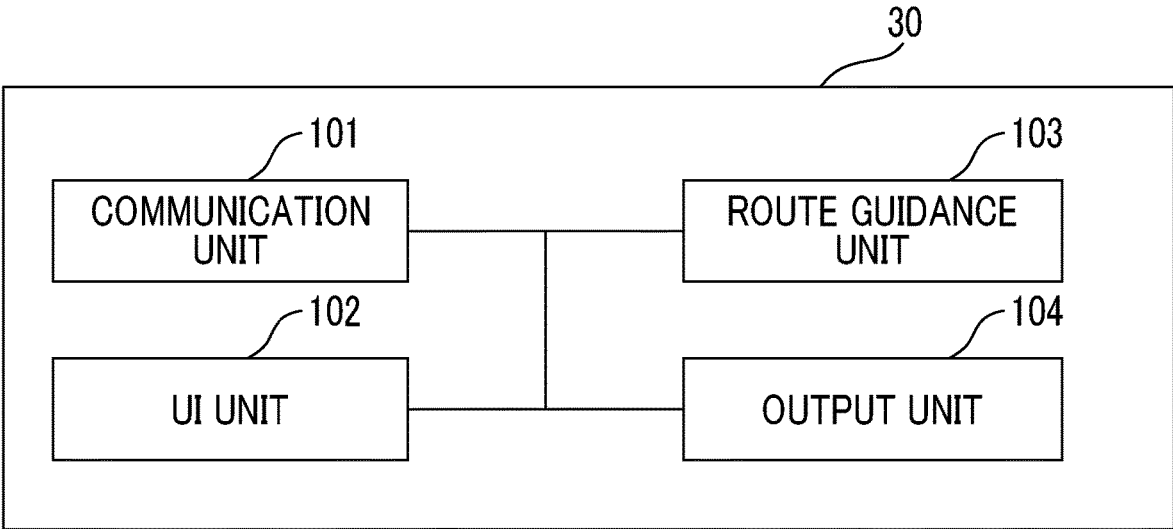 30
101
COMMUNICATION
UNIT
103
ROUTE GUIDANCE
UNIT
102
UI UNIT
104
OUTPUT UNIT